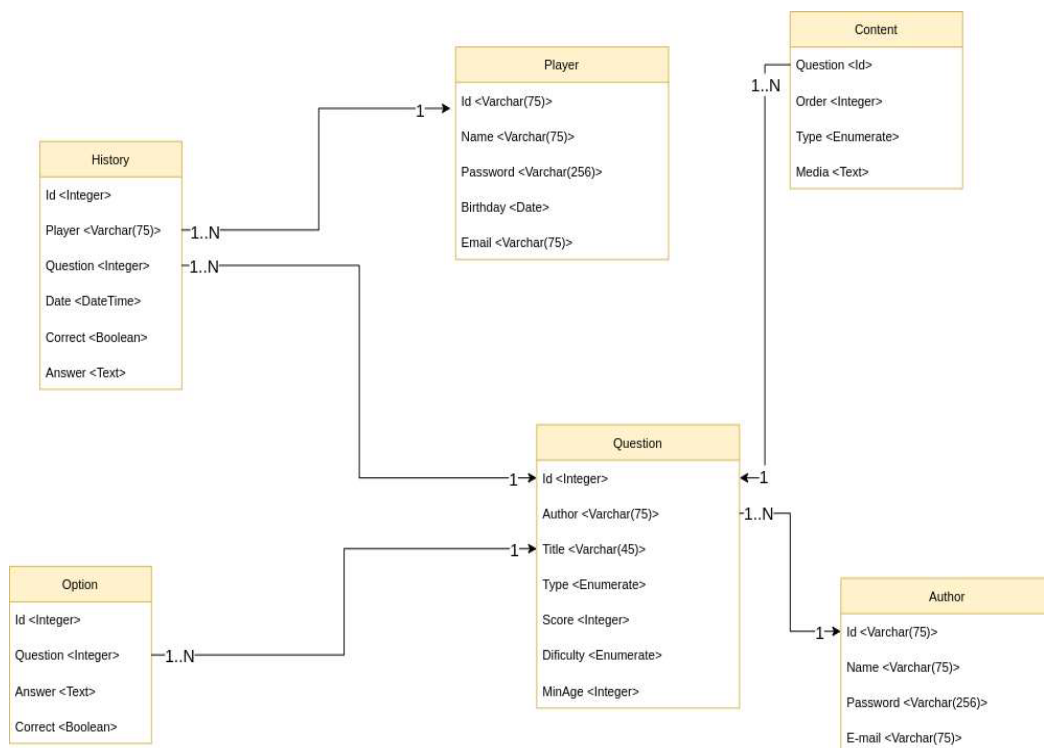 Content
Question <Id>
Order <Integer>
Type <Enumerate>
Media <Text>
1..N
1
Player
Id <Varchar(75)>
Name <Varchar(75)>
Password <Varchar(256)>
Birthday <Date>
Email <Varchar(75)>
1
History
Id <Integer>
Player <Varchar(75)>
Question <Integer>
Date <DateTime>
Correct <Boolean>
Answer <Text>
1..N
1..N
Question
Id <Integer>
Author <Varchar(75)>
Title <Varchar(45)>
Type <Enumerate>
Score <Integer>
Dificulty <Enumerate>
MinAge <Integer>
1
1
1..N
Option
Id <Integer>
Question <Integer>
Answer <Text>
Correct <Boolean>
1..N
Author
Id <Varchar(75)>
Name <Varchar(75)>
Password <Varchar(256)>
E-mail <Varchar(75)>
1